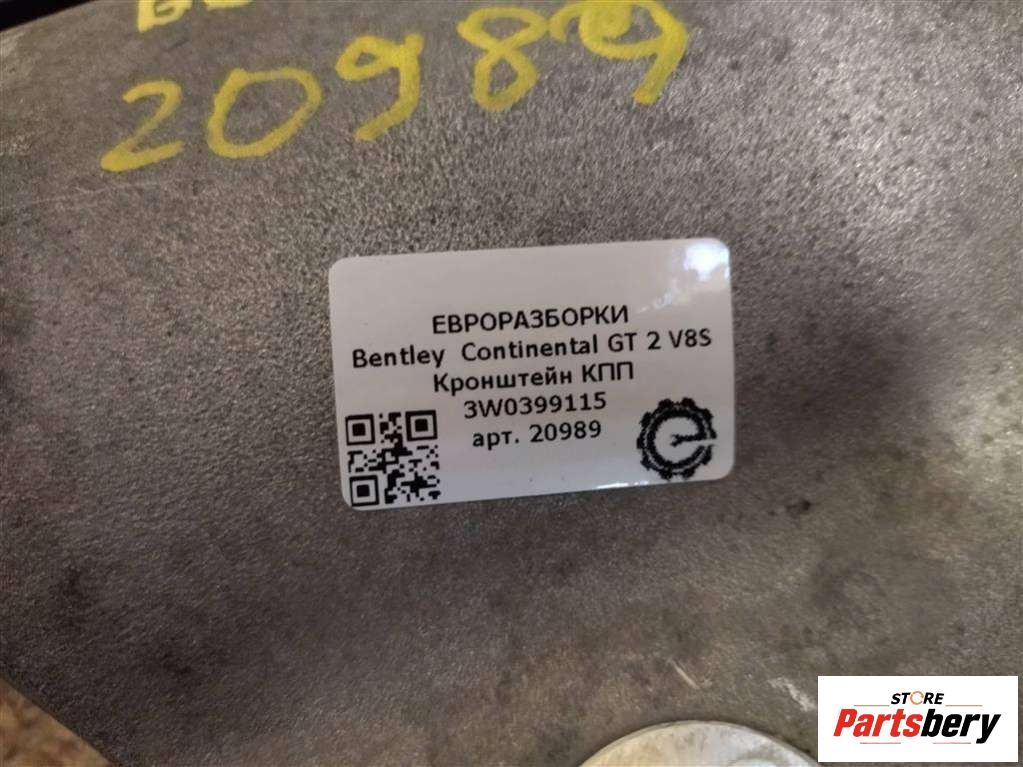 20989
ЕВРОРАЗБОРКИ
Bentley Continental GT 2 V8S
Кронштейн КПП
3W0399115
арт. 20989
STORE
Partsbery